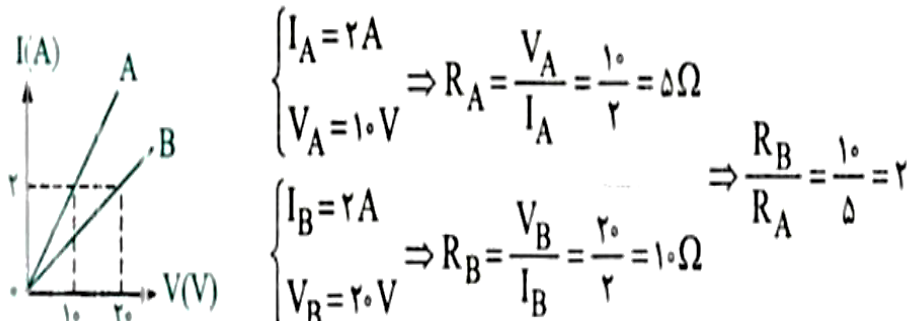 I(A)
A
B
۲
۰
۱۰ ۲۰
V(V)
{ I_A = ۲A
V_A = ۱۰V ⇒ R_A = V_A / I_A = ۱۰ / ۲ = ۵Ω
{ I_B = ۲A
V_B = ۲۰V ⇒ R_B = V_B / I_B = ۲۰ / ۲ = ۱۰Ω
⇒ R_B / R_A = ۱۰ / ۵ = ۲